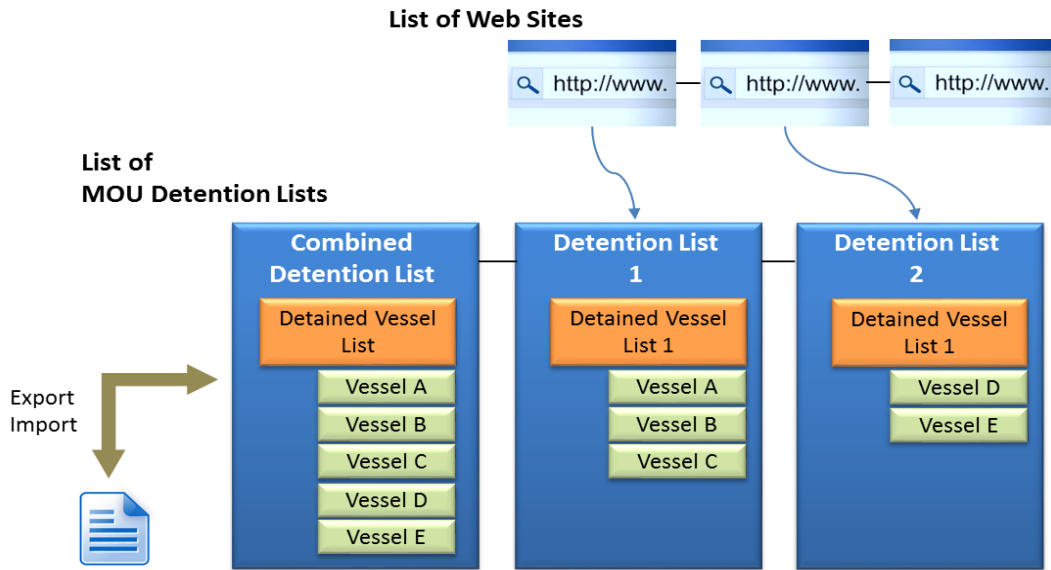 List of Web Sites
http://www.
http://www.
http://www.
List of
MOU Detention Lists
Combined
Detention List
Detained Vessel
List
Vessel A
Vessel B
Vessel C
Vessel D
Vessel E
Detention List
1
Detained Vessel
List 1
Vessel A
Vessel B
Vessel C
Detention List
2
Detained Vessel
List 1
Vessel D
Vessel E
Export
Import